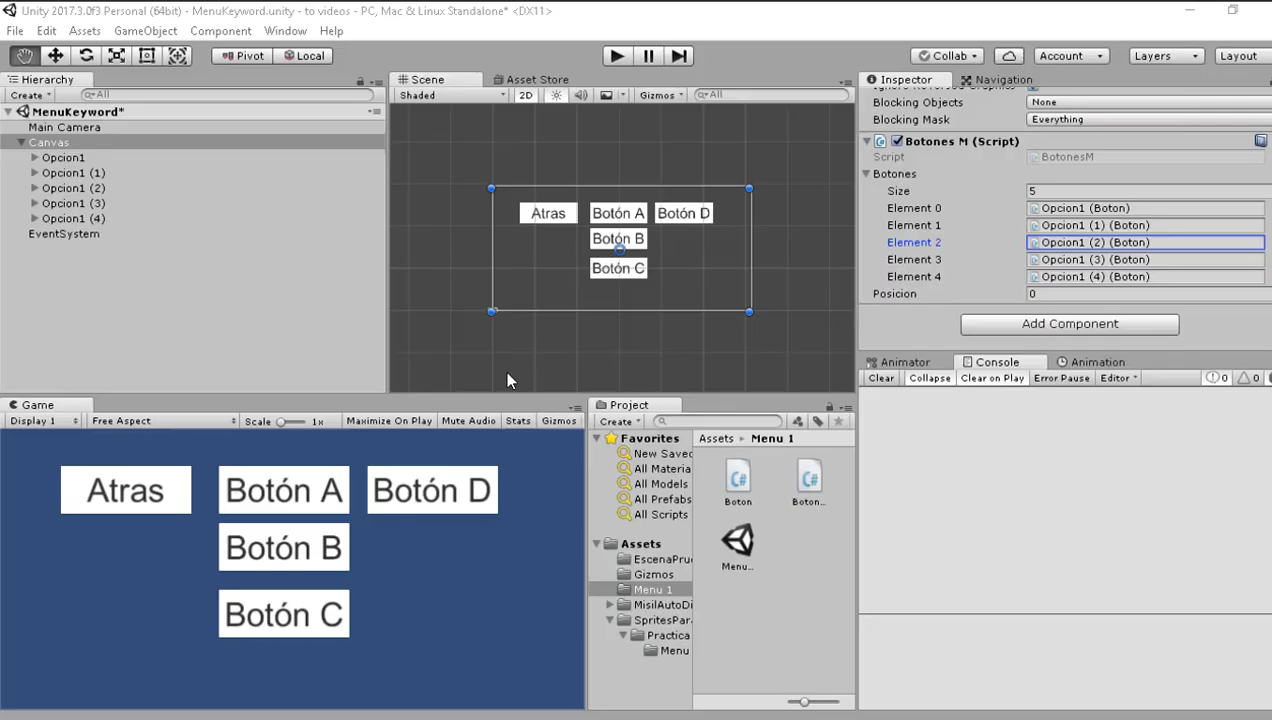 Unity 2017.3.0f3 Personal (64bit) - MenuKeyword.unity - to videos - PC, Mac & Linux Standalone* <DX11>
File Edit Assets GameObject Component Window Help
Pivot Local Collab Account Layers Layout
Hierarchy
Create All
MenuKeyword*
Main Camera
Canvas
Opcion1
Opcion1 (1)
Opcion1 (2)
Opcion1 (3)
Opcion1 (4)
EventSystem
Scene Asset Store
Shaded 2D Gizmos All
Atras Botón A Botón D
Botón B
Botón C
Inspector Navigation
Blocking Objects None
Blocking Mask Everything
Botones M (Script)
Script BotonesM
Botones
Size 5
Element 0 Opcion1 (Boton)
Element 1 Opcion1 (1) (Boton)
Element 2 Opcion1 (2) (Boton)
Element 3 Opcion1 (3) (Boton)
Element 4 Opcion1 (4) (Boton)
Posicion 0
Add Component
Animator Console Animation
Clear Collapse Clear on Play Error Pause Editor 0 0
Game
Display 1 Free Aspect Scale 1x Maximize On Play Mute Audio Stats Gizmos
Atras Botón A Botón D
Botón B
Botón C
Project
Create
Favorites
New Saved
All Materia
All Models
All Prefabs
All Scripts
Assets
EscenaPru
Gizmos
Menu 1
MisilAutoDi
SpritesPar
Practica
Menu
Assets Menu 1
Boton Boton...
Menu...